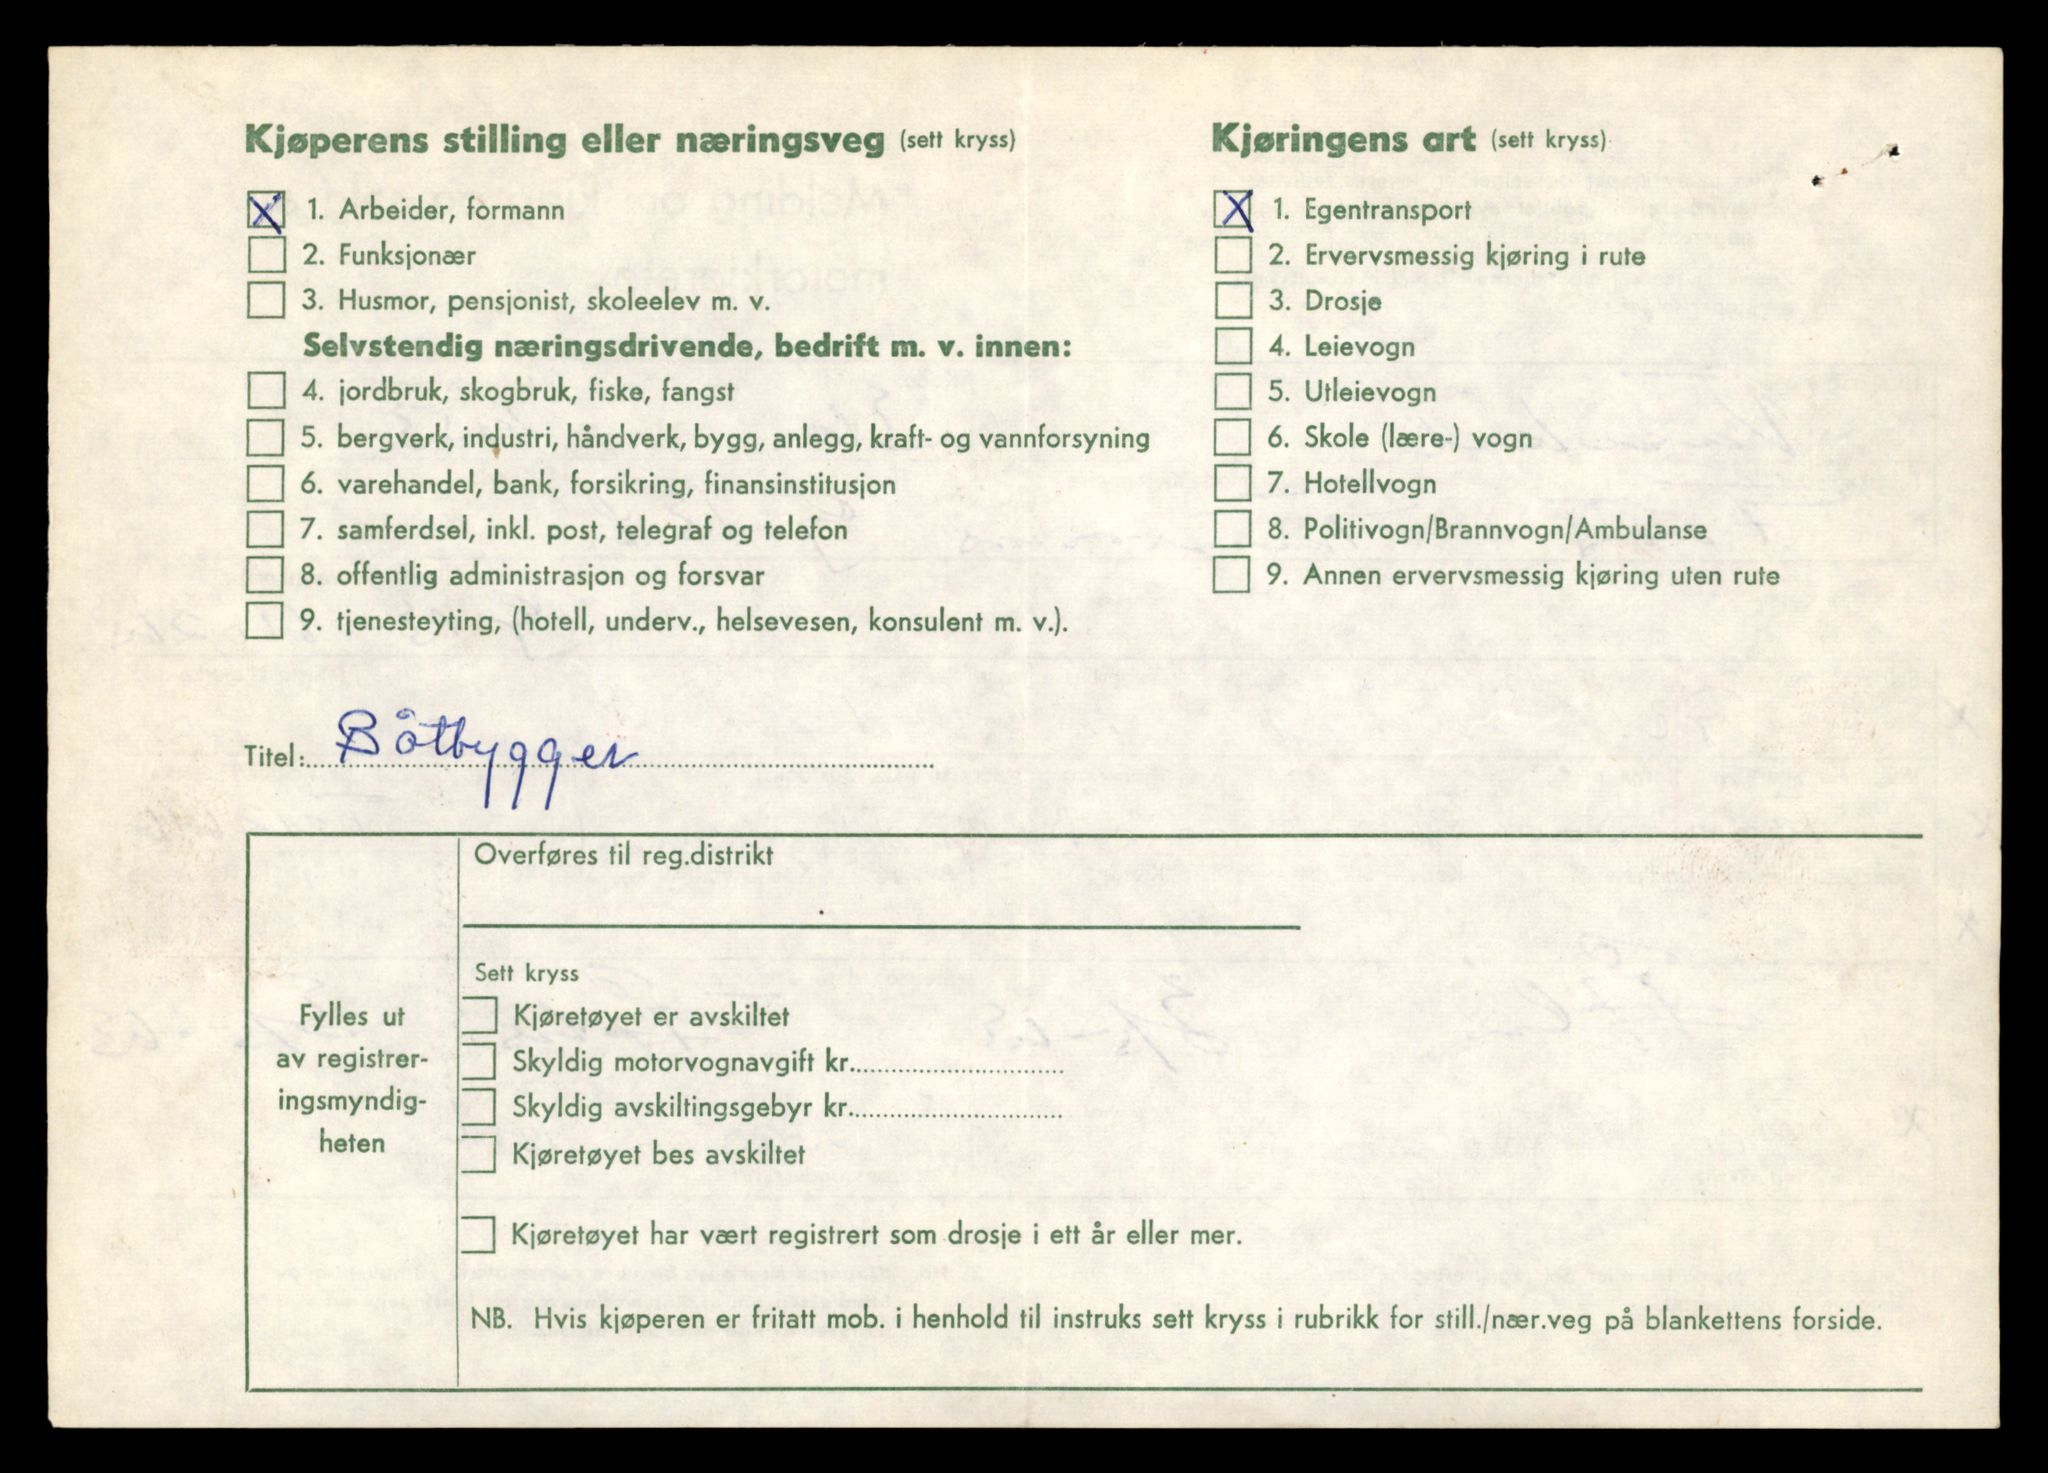 Kjøperens stilling eller næringsveg (sett kryss)
X 1. Arbeider, formann
2. Funksjonær
3. Husmor, pensjonist, skoleelev m. v.
Selvstendig næringsdrivende, bedrift m. v. innen:
4. jordbruk, skogbruk, fiske, fangst
5. bergverk, industri, håndverk, bygg, anlegg, kraft- og vannforsyning
6. varehandel, bank, forsikring, finansinstitusjon
7. samferdsel, inkl. post, telegraf og telefon
8. offentlig administrasjon og forsvar
9. tjenesteyting, (hotell, underv., helsevesen, konsulent m. v.).
Kjøringens art (sett kryss)
X 1. Egentransport
2. Ervervsmessig kjøring i rute
3. Drosje
4. Leievogn
5. Utleievogn
6. Skole (lære-) vogn
7. Hotellvogn
8. Politivogn/Brannvogn/Ambulanse
9. Annen ervervsmessig kjøring uten rute
Titel: Båtbygger
Fylles ut
av registrer-
ingsmyndig-
heten
Overføres til reg.distrikt
Sett kryss
Kjøretøyet er avskiltet
Skyldig motorvognavgift kr.
Skyldig avskiltingsgebyr kr.
Kjøretøyet bes avskiltet
Kjøretøyet har vært registrert som drosje i ett år eller mer.
NB. Hvis kjøperen er fritatt mob. i henhold til instruks sett kryss i rubrikk for still./nær.veg på blankettens forside.